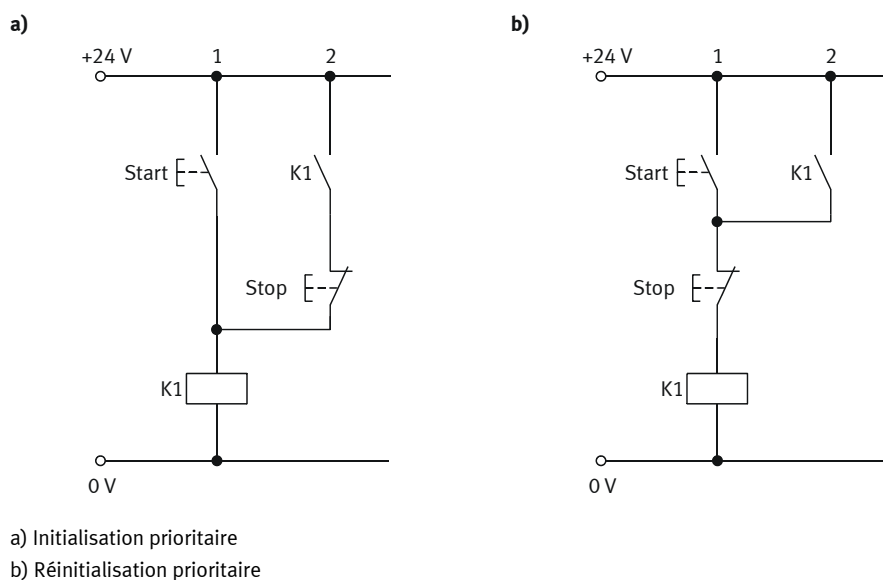 a)
+24 V 1 2
Start K1
Stop
K1
0 V
b)
+24 V 1 2
Start K1
Stop
K1
0 V
a) Initialisation prioritaire
b) Réinitialisation prioritaire